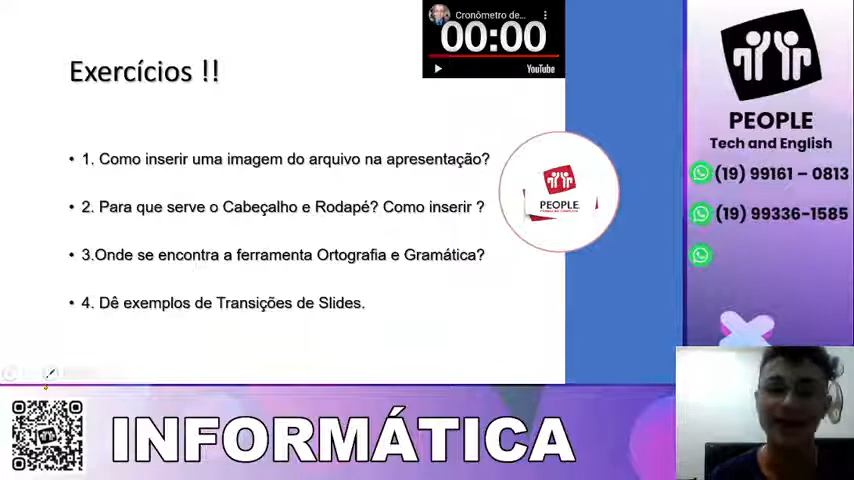 Cronômetro de...
00:00
YouTube
Exercícios !!
• 1. Como inserir uma imagem do arquivo na apresentação?
• 2. Para que serve o Cabeçalho e Rodapé? Como inserir ?
• 3.Onde se encontra a ferramenta Ortografia e Gramática?
• 4. Dê exemplos de Transições de Slides.
PEOPLE
PEOPLE
Tech and English
(19) 99161 – 0813
(19) 99336-1585
INFORMÁTICA